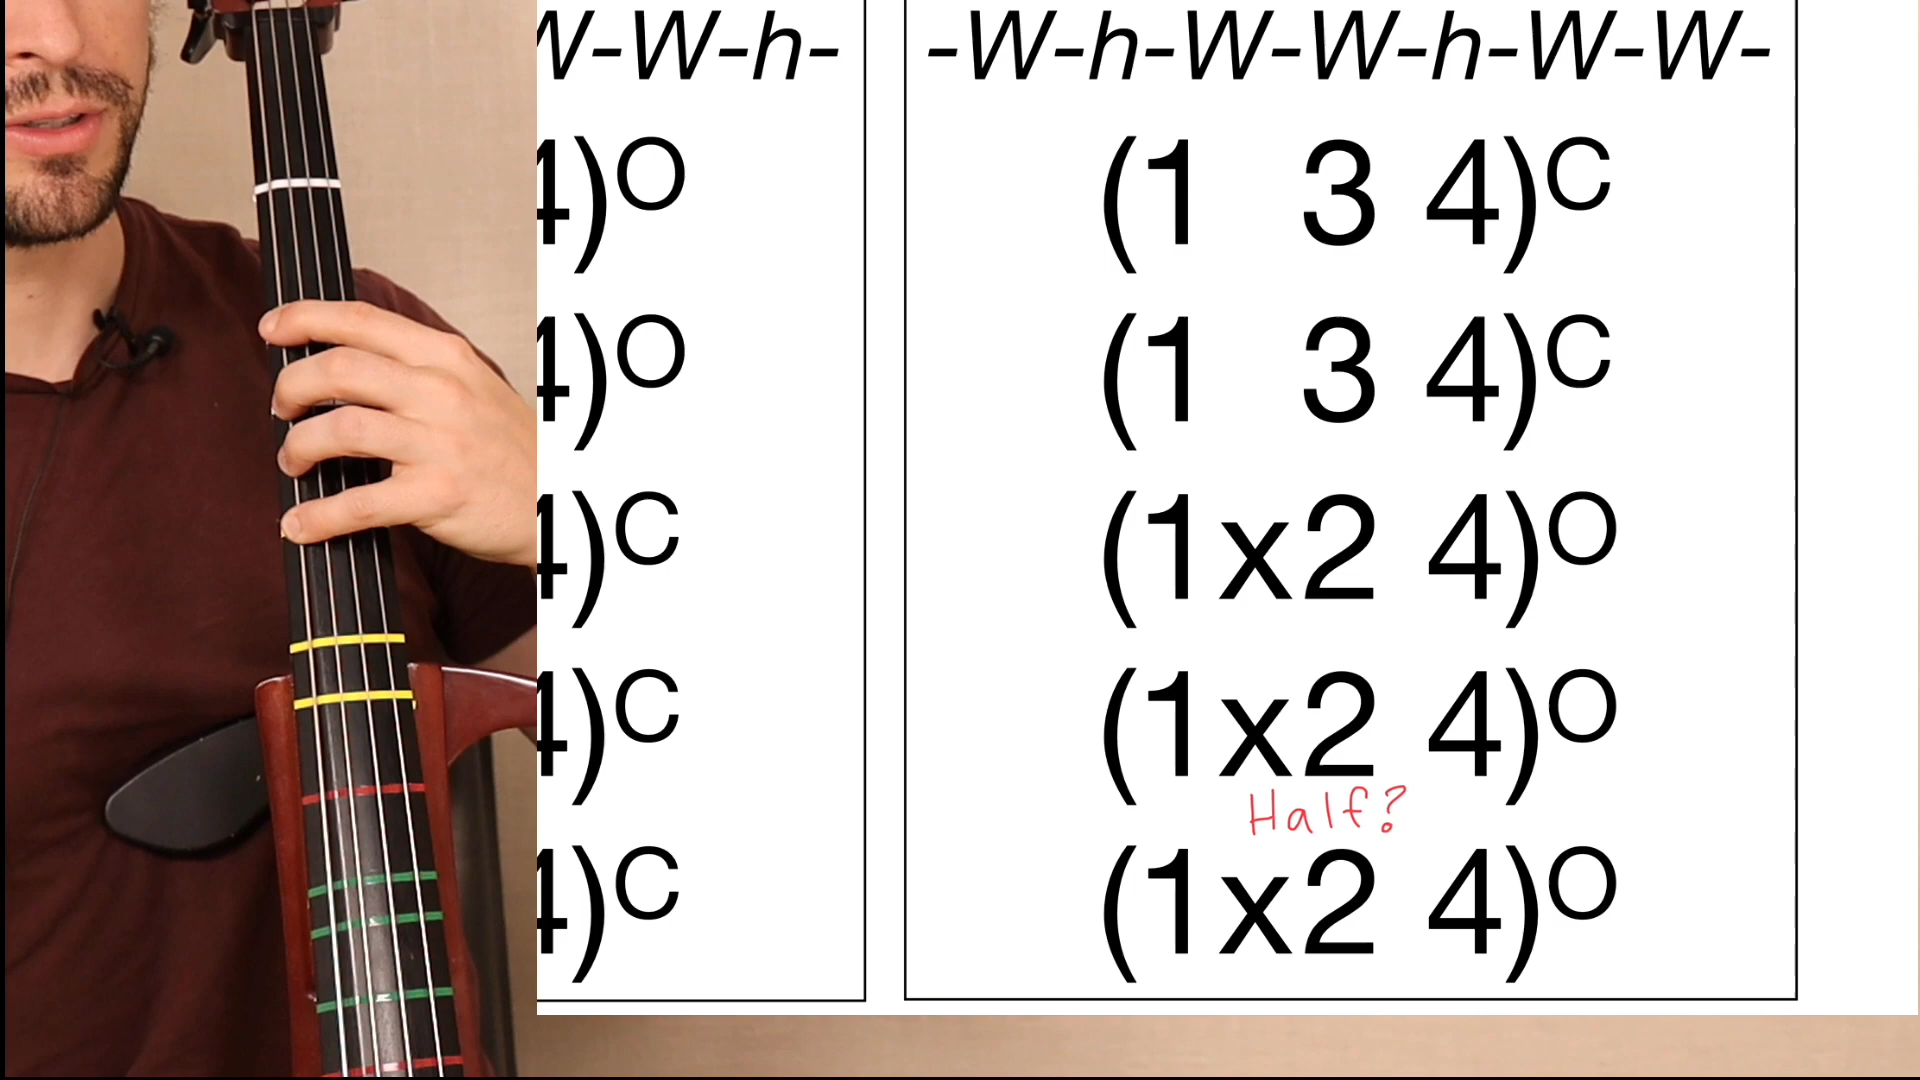 W-W-h-
4)O
4)O
4)C
4)C
4)C
-W-h-W-W-h-W-W-
(1 3 4)C
(1 3 4)C
(1x2 4)O
(1x2 4)O
Half?
(1x2 4)O